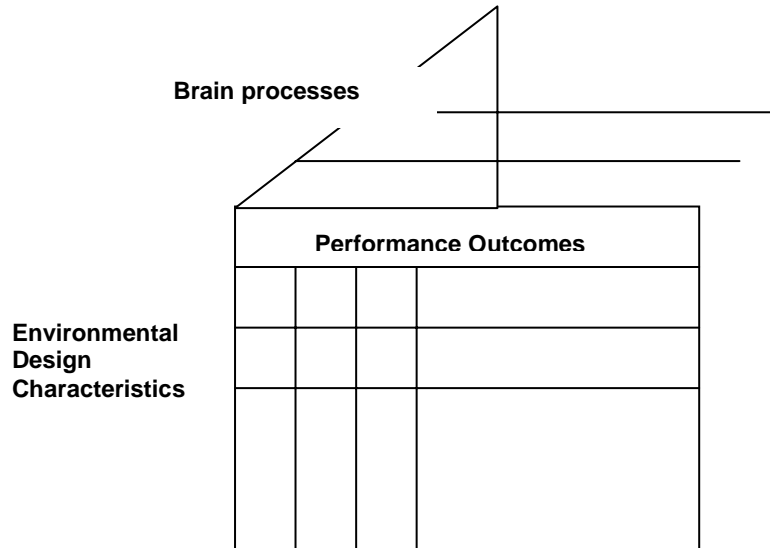 Brain processes
Performance Outcomes
Environmental
Design
Characteristics